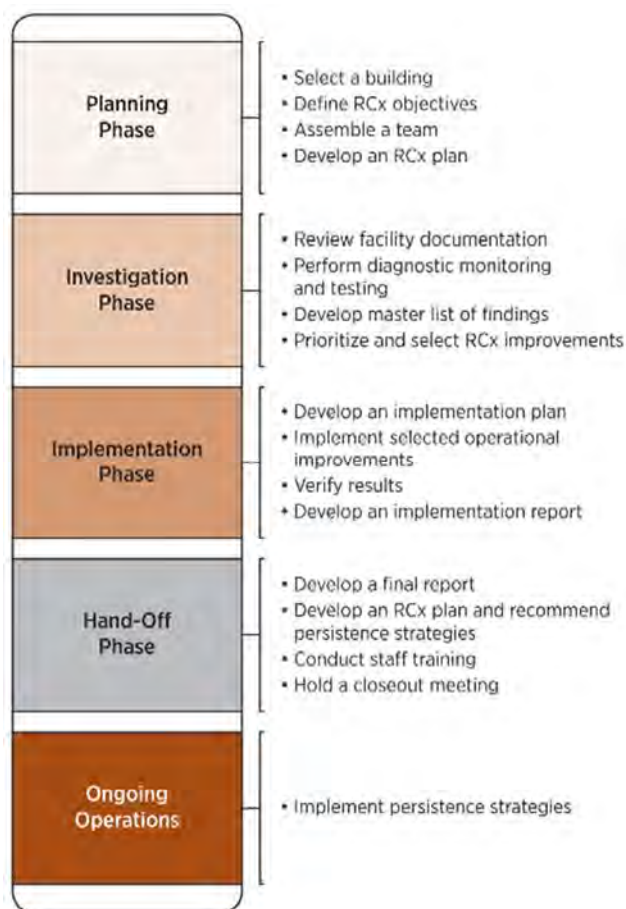 Planning
Phase
• Select a building
• Define RCx objectives
• Assemble a team
• Develop an RCx plan
Investigation
Phase
• Review facility documentation
• Perform diagnostic monitoring
and testing
• Develop master list of findings
• Prioritize and select RCx improvements
Implementation
Phase
• Develop an implementation plan
• Implement selected operational
improvements
• Verify results
• Develop an implementation report
Hand-Off
Phase
• Develop a final report
• Develop an RCx plan and recommend
persistence strategies
• Conduct staff training
• Hold a closeout meeting
Ongoing
Operations
• Implement persistence strategies